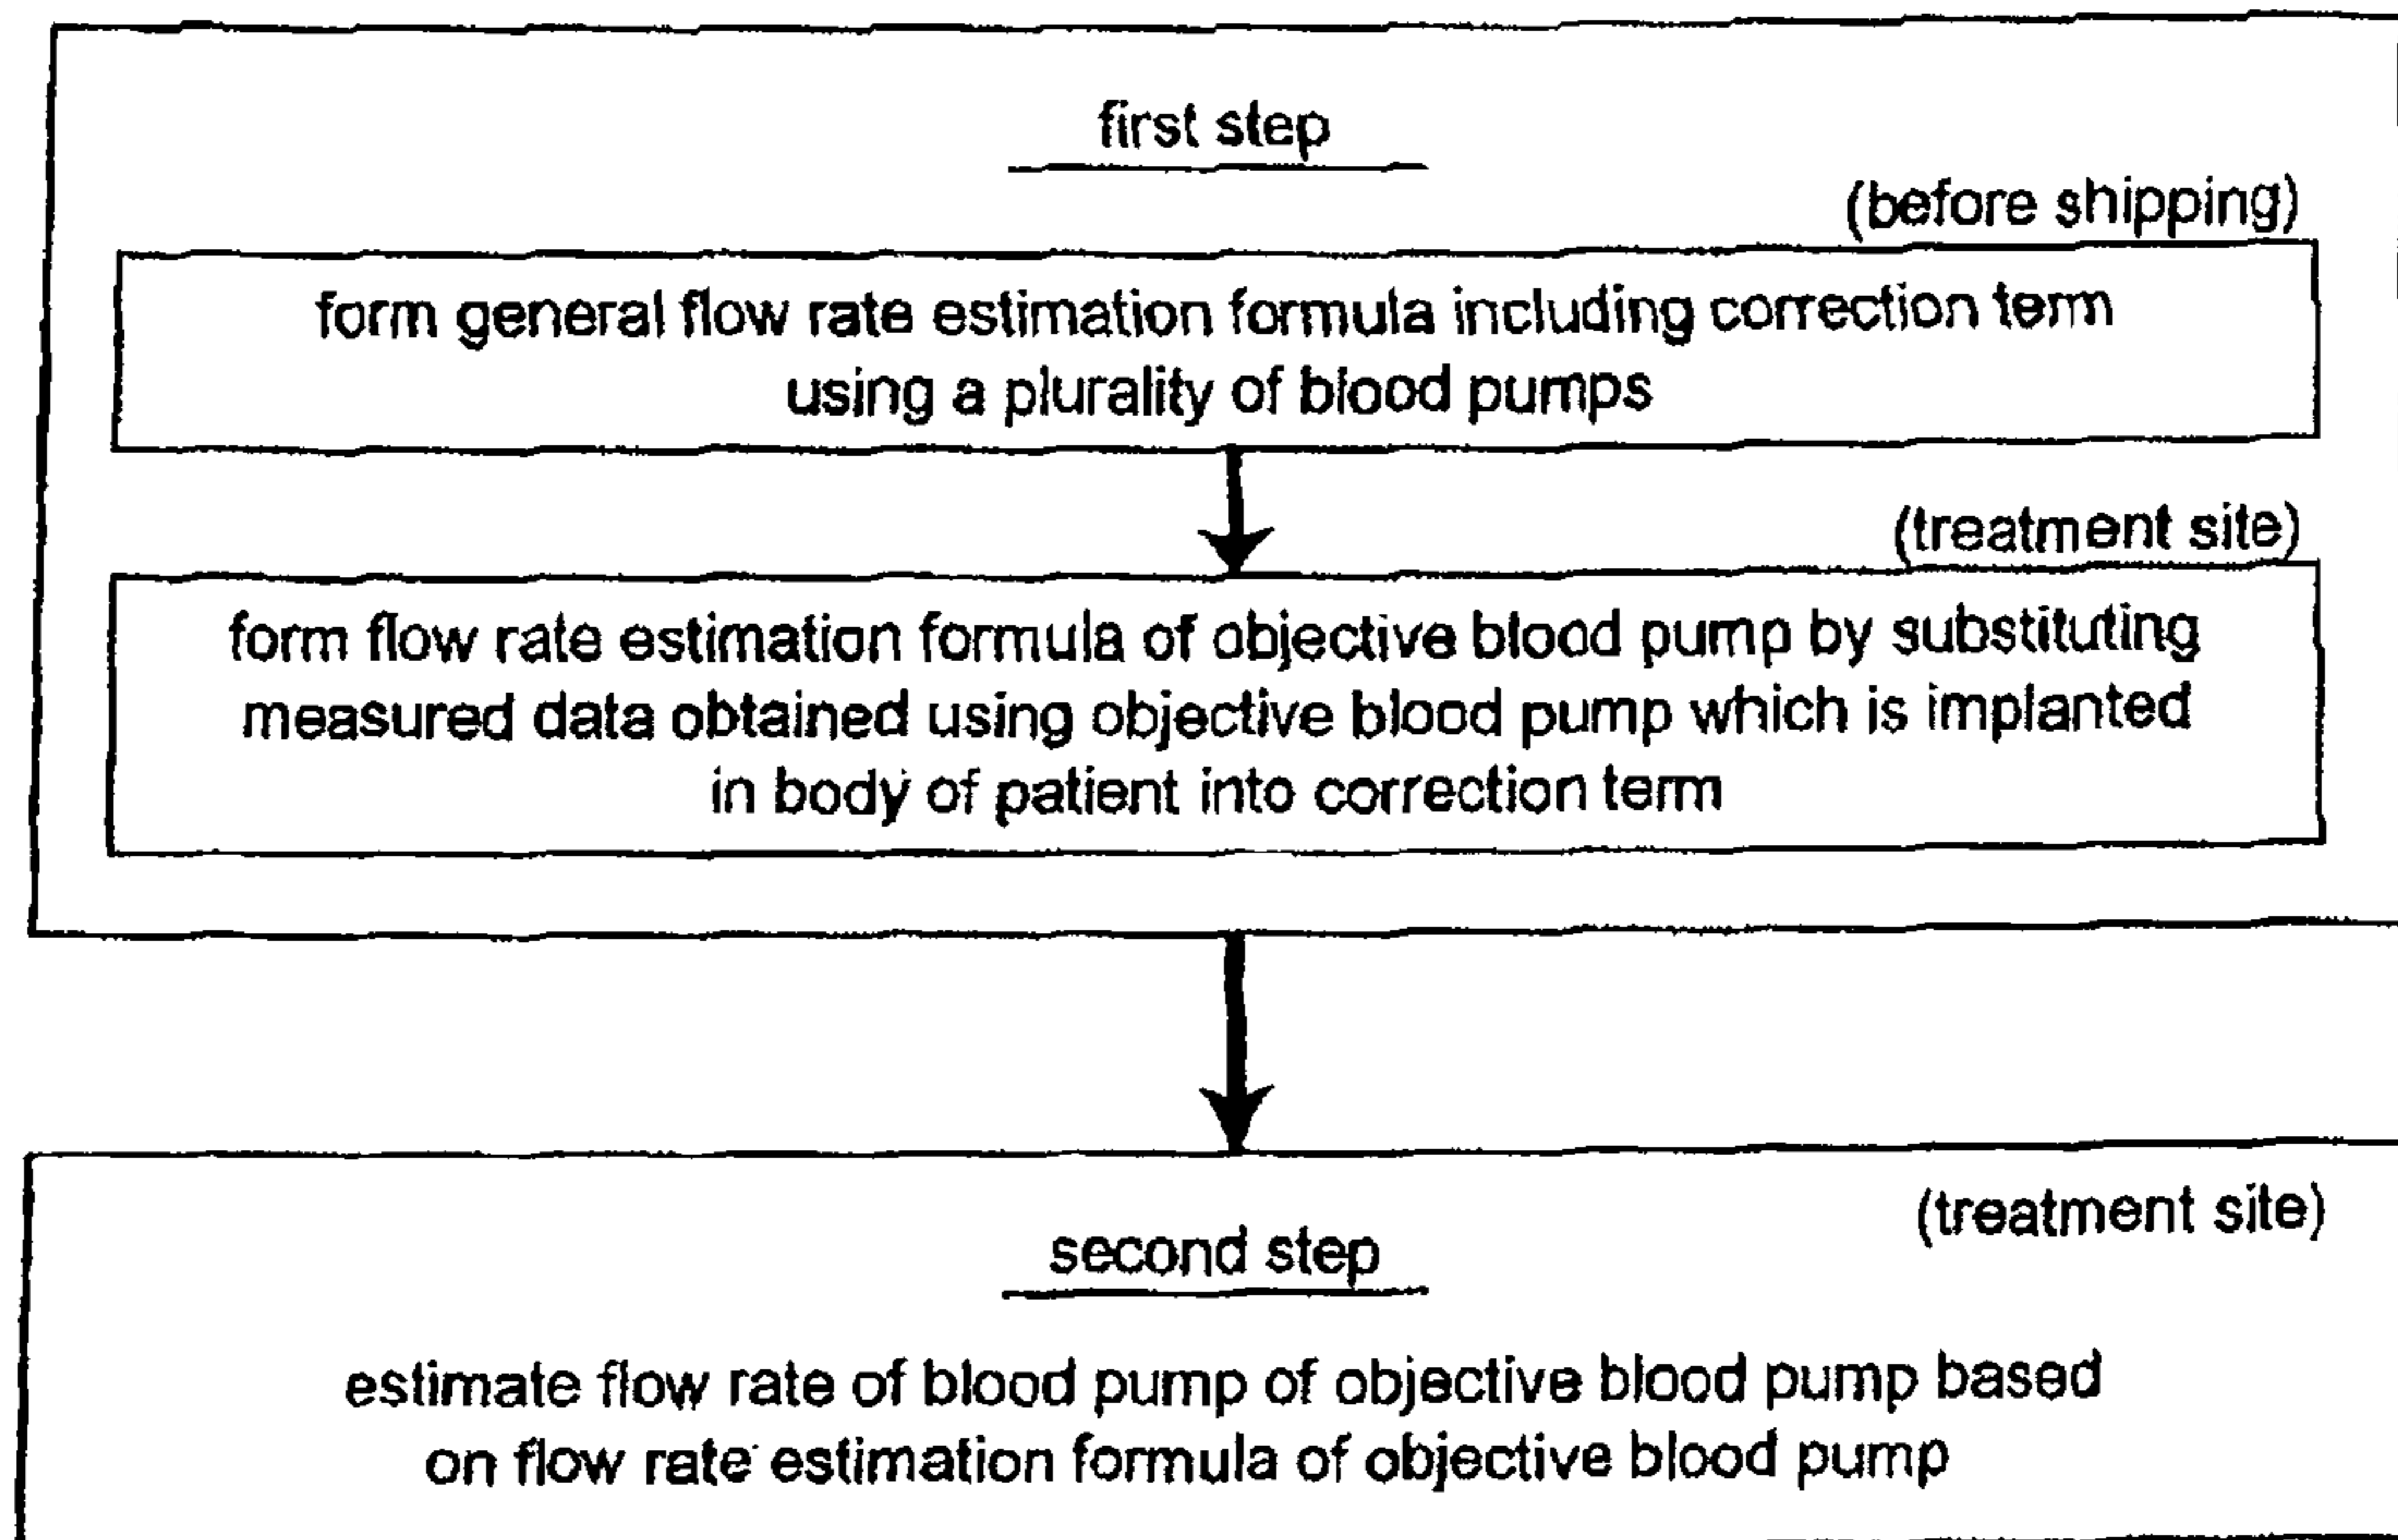 first step
(before shipping)
form general flow rate estimation formula including correction term
using a plurality of blood pumps
(treatment site)
form flow rate estimation formula of objective blood pump by substituting
measured data obtained using objective blood pump which is implanted
in body of patient into correction term
(treatment site)
second step
estimate flow rate of blood pump of objective blood pump based
on flow rate estimation formula of objective blood pump